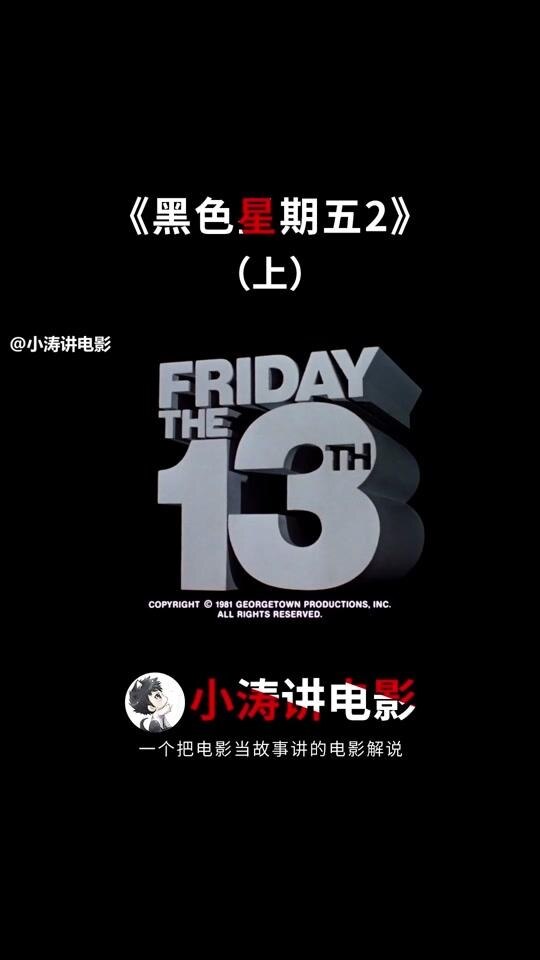 《黑色星期五2》
（上）
@小涛讲电影
FRIDAY
THE
13TH
COPYRIGHT © 1981 GEORGETOWN PRODUCTIONS, INC.
ALL RIGHTS RESERVED.
小涛讲电影
一个把电影当故事讲的电影解说